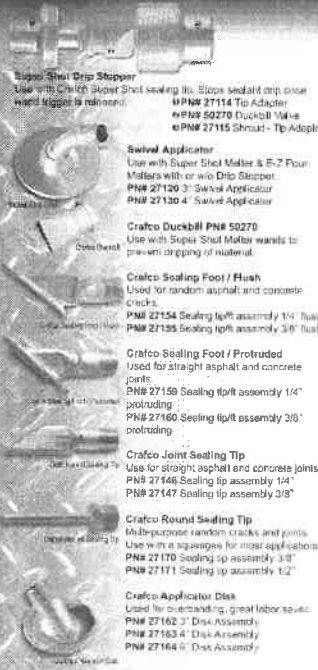 Super Shot Drip Stopper
Use with Crafco Super Shot sealing tip. Stops sealant drip once
wand trigger is released.
PN# 27114 Tip Adapter
PN# 50270 Duckbill Valve
PN# 27115 Shroud - Tip Adapter
Swivel Applicator
Use with Super Shot Melter & E-Z Pour
Melters with or w/o Drip Stopper.
PN# 27120 3" Swivel Applicator
PN# 27130 4" Swivel Applicator
Crafco Duckbill PN# 50270
Use with Super Shot Melter wands to
prevent dripping of material.
Crafco Sealing Foot / Flush
Used for random asphalt and concrete
cracks.
PN# 27154 Sealing tip/ft assembly 1/4" flush
PN# 27155 Sealing tip/ft assembly 3/8" flush
Crafco Sealing Foot / Protruded
Used for straight asphalt and concrete
joints.
PN# 27159 Sealing tip/ft assembly 1/4"
protruding
PN# 27160 Sealing tip/ft assembly 3/8"
protruding
Crafco Joint Sealing Tip
Use for straight asphalt and concrete joints
PN# 27146 Sealing tip assembly 1/4"
PN# 27147 Sealing tip assembly 3/8"
Crafco Round Sealing Tip
Multi-purpose random cracks and joints.
Use with a squeegee for most applications
PN# 27170 Sealing tip assembly 3/8"
PN# 27171 Sealing tip assembly 1/2"
Crafco Applicator Disk
Used for overbanding, great labor saver.
PN# 27162 3" Disk Assembly
PN# 27163 4" Disk Assembly
PN# 27164 6" Disk Assembly